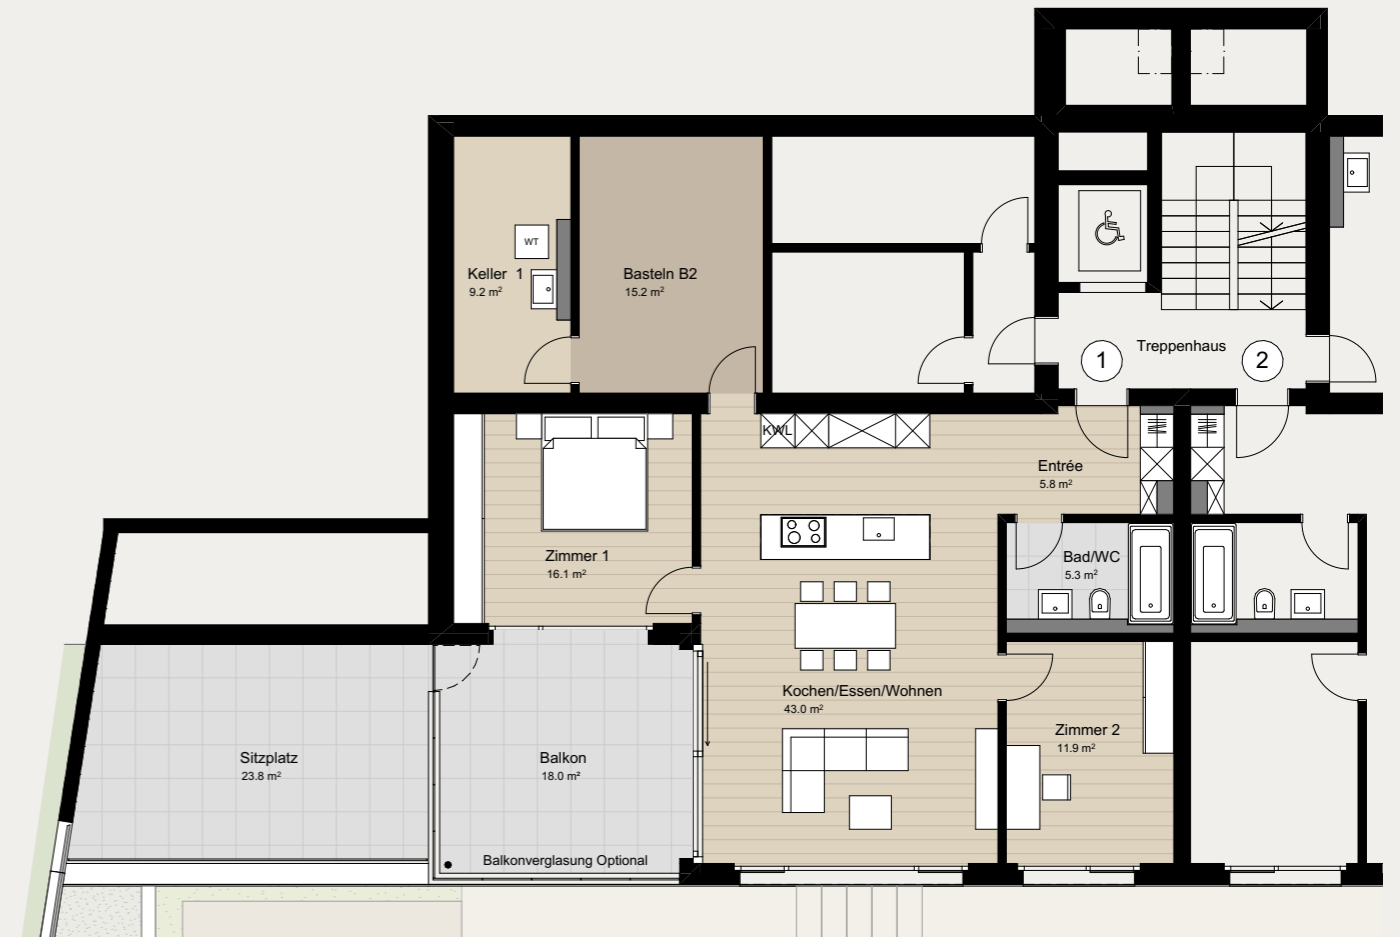 WT
Keller 1
9.2 m²
Basteln B2
15.2 m²
Treppenhaus
1
2
KWL
Entrée
5.8 m²
Zimmer 1
16.1 m²
Bad/WC
5.3 m²
Kochen/Essen/Wohnen
43.0 m²
Zimmer 2
11.9 m²
Sitzplatz
23.8 m²
Balkon
18.0 m²
Balkonverglasung Optional